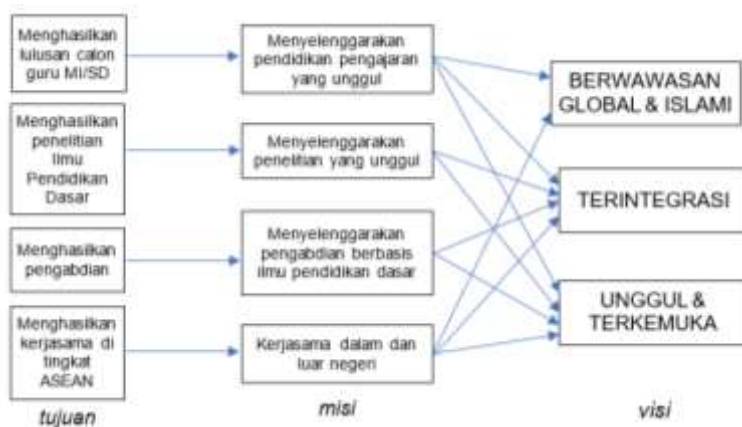 Menghasilkan
lulusan calon
guru MI/SD
Menghasilkan
penelitian
Ilmu
Pendidikan
Dasar
Menghasilkan
pengabdian
Menghasilkan
kerjasama di
tingkat
ASEAN
tujuan
Menyelenggarakan
pendidikan pengajaran
yang unggul
Menyelenggarakan
penelitian yang unggul
Menyelenggarakan
pengabdian berbasis
ilmu pendidikan dasar
Kerjasama dalam dan
luar negeri
misi
BERWAWASAN
GLOBAL & ISLAMI
TERINTEGRASI
UNGGUL &
TERKEMUKA
visi